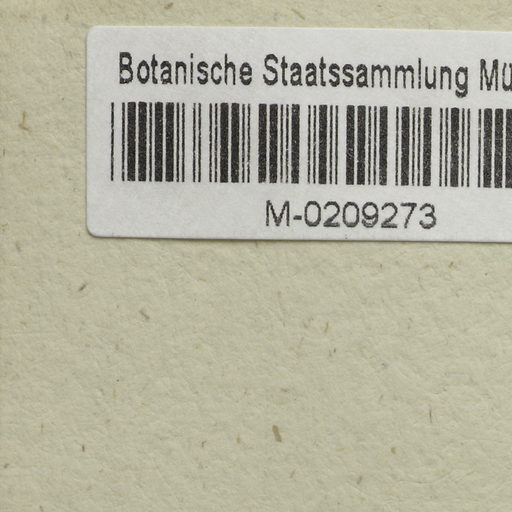 Botanische Staatssammlung Mü
M-0209273